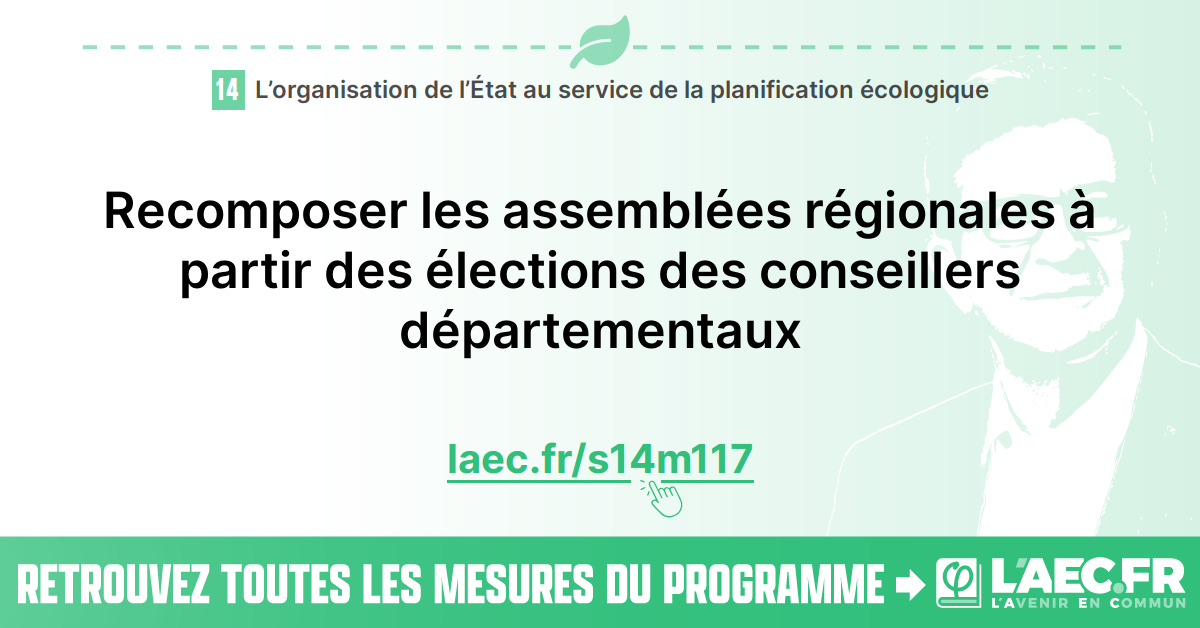 14 L’organisation de l’État au service de la planification écologique
Recomposer les assemblées régionales à
partir des élections des conseillers
départementaux
laec.fr/s14m117
RETROUVEZ TOUTES LES MESURES DU PROGRAMME
φ L'AEC.FR
L'AVENIR EN COMMUN